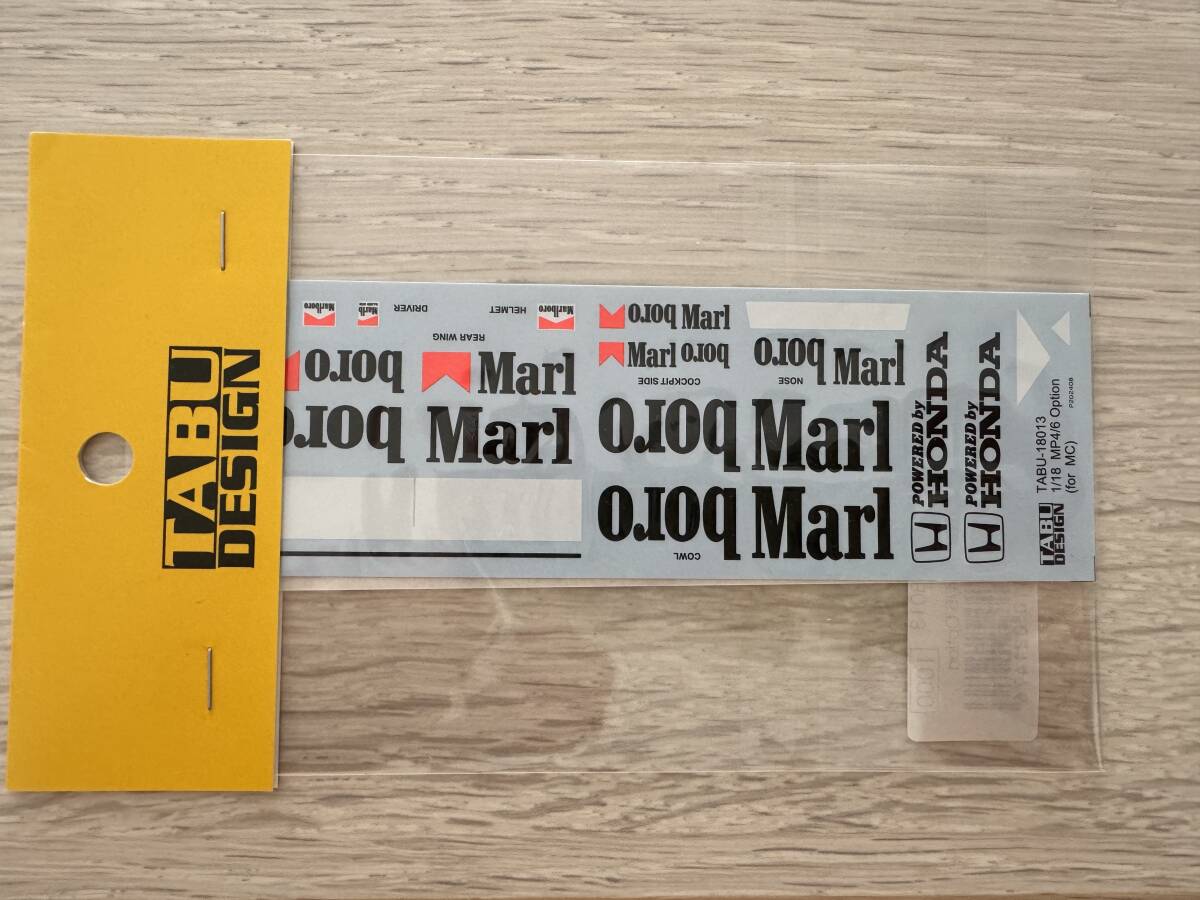 TABU
DESIGN
Marlboro
Marlb
DRIVER
HELMET
Marlboro
REAR WING
boro
Marl
boro
Marl
boro Marl
Marl boro
COCKPIT SIDE
boro Marl
NOSE
boro Marl
boro Marl
COWL
POWERED by
HONDA
POWERED by
HONDA
TABU
DESIGN
TABU-18013
1/18 MP4/6 Option
(for MC)
P202408